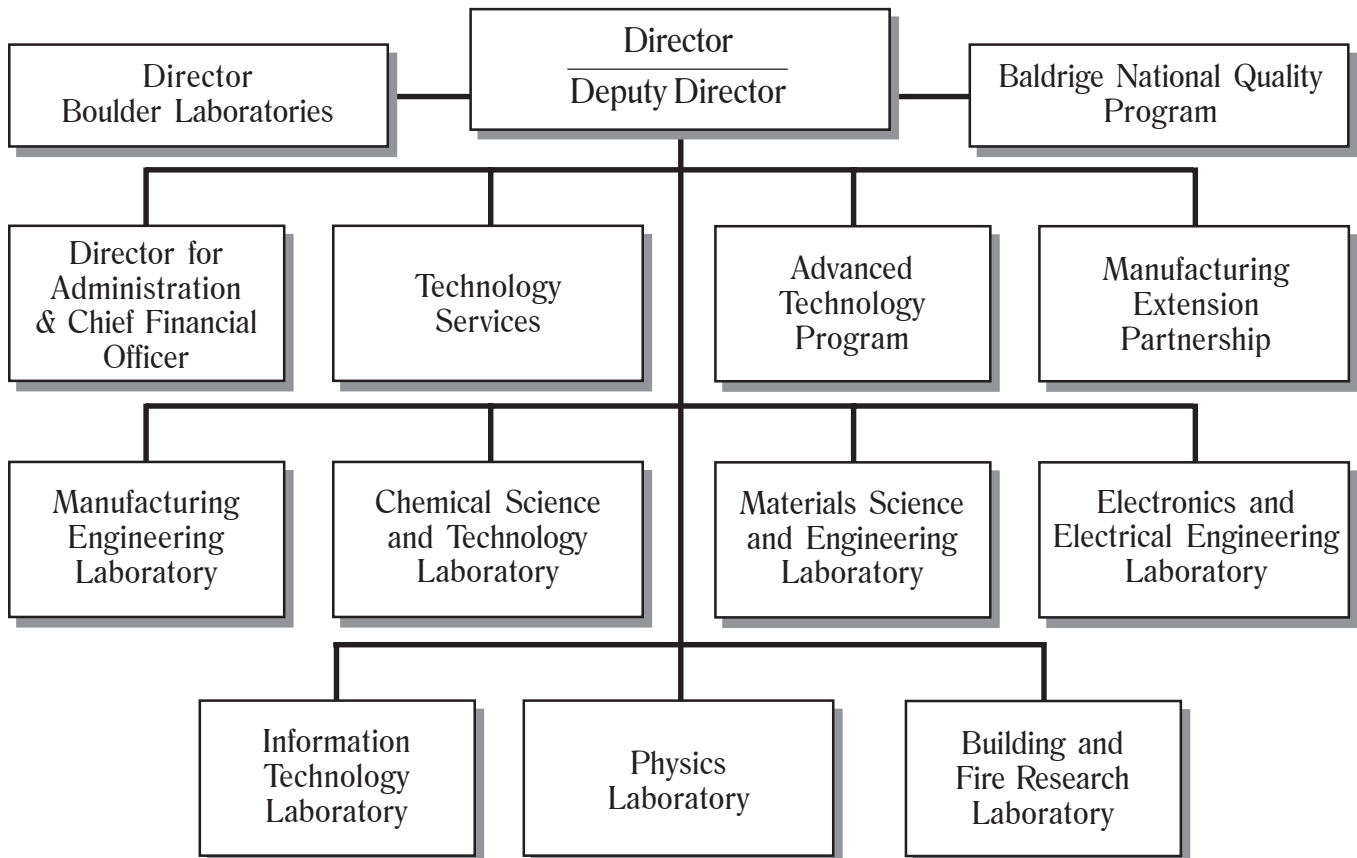 Director
Deputy Director
Director
Boulder Laboratories
Baldrige National Quality
Program
Director for
Administration
& Chief Financial
Officer
Technology
Services
Advanced
Technology
Program
Manufacturing
Extension
Partnership
Manufacturing
Engineering
Laboratory
Chemical Science
and Technology
Laboratory
Materials Science
and Engineering
Laboratory
Electronics and
Electrical Engineering
Laboratory
Information
Technology
Laboratory
Physics
Laboratory
Building and
Fire Research
Laboratory